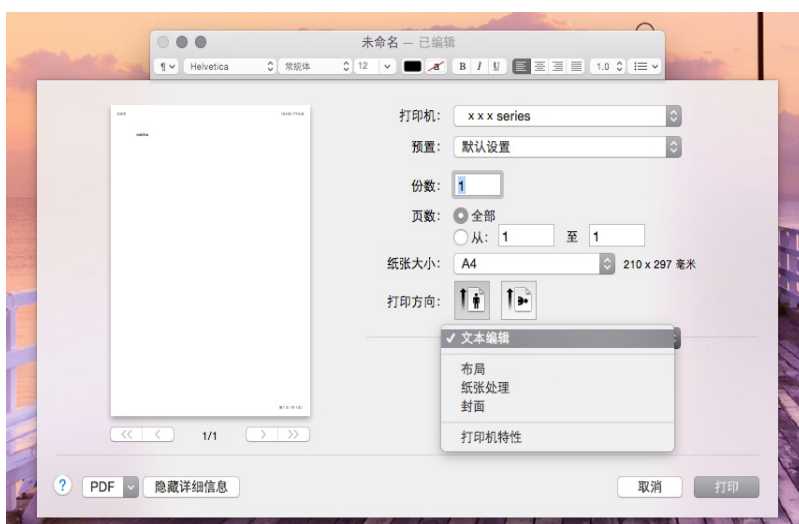 未命名 — 已编辑
¶ Helvetica 常规体 12 a B I U 1.0
打印机: x x x series
预置: 默认设置
份数: 1
页数: 全部
从: 1 至 1
纸张大小: A4 210 x 297 毫米
打印方向:
✓ 文本编辑
布局
纸张处理
封面
打印机特性
<< < 1/1 > >>
? PDF 隐藏详细信息 取消 打印